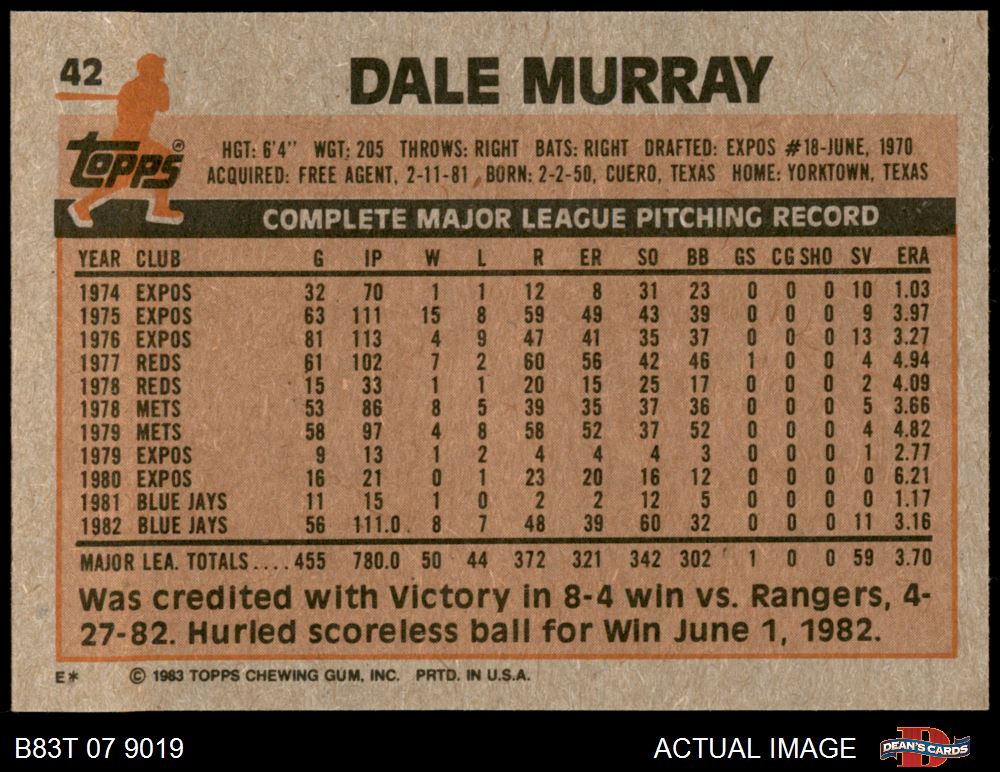 42
DALE MURRAY
topps®
HGT: 6'4" WGT: 205 THROWS: RIGHT BATS: RIGHT DRAFTED: EXPOS #18-JUNE, 1970
ACQUIRED: FREE AGENT, 2-11-81 BORN: 2-2-50, CUERO, TEXAS HOME: YORKTOWN, TEXAS
COMPLETE MAJOR LEAGUE PITCHING RECORD
YEAR CLUB G IP W L R ER SO BB GS CG SHO SV ERA
1974 EXPOS 32 70 1 1 12 8 31 23 0 0 0 10 1.03
1975 EXPOS 63 111 15 8 59 49 43 39 0 0 0 9 3.97
1976 EXPOS 81 113 4 9 47 41 35 37 0 0 0 13 3.27
1977 REDS 61 102 7 2 60 56 42 46 1 0 0 4 4.94
1978 REDS 15 33 1 1 20 15 25 17 0 0 0 2 4.09
1978 METS 53 86 8 5 39 35 37 36 0 0 0 5 3.66
1979 METS 58 97 4 8 58 52 37 52 0 0 0 4 4.82
1979 EXPOS 9 13 1 2 4 4 4 3 0 0 0 1 2.77
1980 EXPOS 16 21 0 1 23 20 16 12 0 0 0 0 6.21
1981 BLUE JAYS 11 15 1 0 2 2 12 5 0 0 0 0 1.17
1982 BLUE JAYS 56 111.0 8 7 48 39 60 32 0 0 0 11 3.16
MAJOR LEA. TOTALS....455 780.0 50 44 372 321 342 302 1 0 0 59 3.70
Was credited with Victory in 8-4 win vs. Rangers, 4-
27-82. Hurled scoreless ball for Win June 1, 1982.
E* © 1983 TOPPS CHEWING GUM, INC. PRTD. IN U.S.A.
B83T 07 9019 ACTUAL IMAGE D DEAN'S CARDS